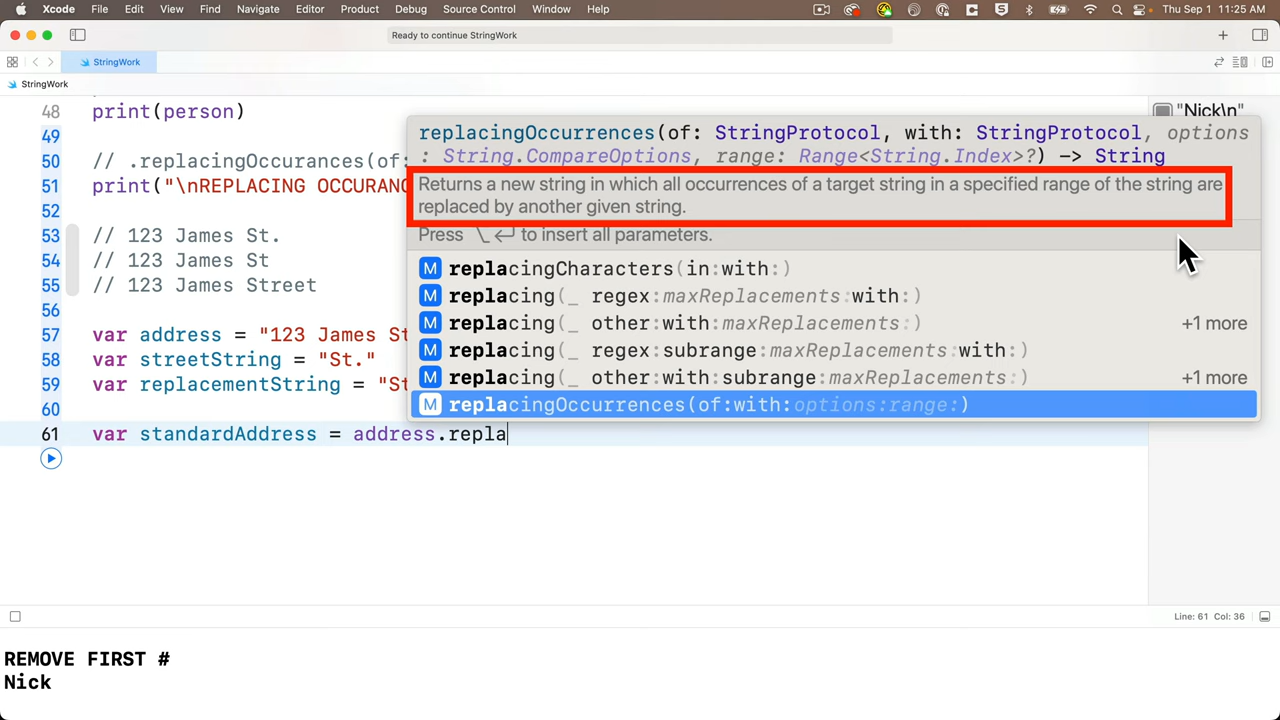 Xcode File Edit View Find Navigate Editor Product Debug Source Control Window Help Thu Sep 1 11:25 AM
Ready to continue StringWork
StringWork
StringWork
48 print(person)
"Nick\n"
49
50 // .replacingOccurances(of:
51 print("\nREPLACING OCCURANC
52
53 // 123 James St.
54 // 123 James St
55 // 123 James Street
56
57 var address = "123 James St
58 var streetString = "St."
59 var replacementString = "St
60
61 var standardAddress = address.repla
replacingOccurrences(of: StringProtocol, with: StringProtocol, options
: String.CompareOptions, range: Range<String.Index>?) -> String
Returns a new string in which all occurrences of a target string in a specified range of the string are
replaced by another given string.
Press ⌥↩ to insert all parameters.
M replacingCharacters(in:with:)
M replacing(_ regex:maxReplacements:with:)
M replacing(_ other:with:maxReplacements:) +1 more
M replacing(_ regex:subrange:maxReplacements:with:)
M replacing(_ other:with:subrange:maxReplacements:) +1 more
M replacingOccurrences(of:with:options:range:)
Line: 61 Col: 36
REMOVE FIRST #
Nick